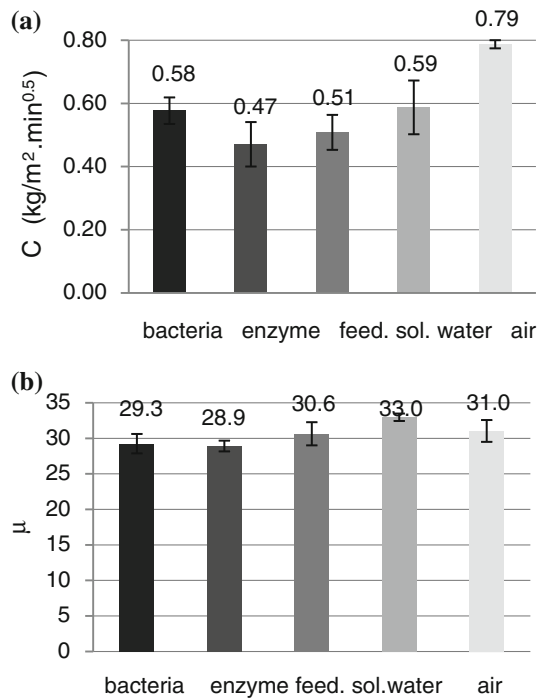 (a)
0.79
0.80
0.58
0.59
0.51
0.47
0.60
0.40
0.20
0.00
C (kg/m².min⁰·⁵)
bacteria enzyme feed. sol. water air
(b)
35
29.3 28.9 30.6 33.0 31.0
30
25
20
15
10
5
0
μ
bacteria enzyme feed. sol.water air